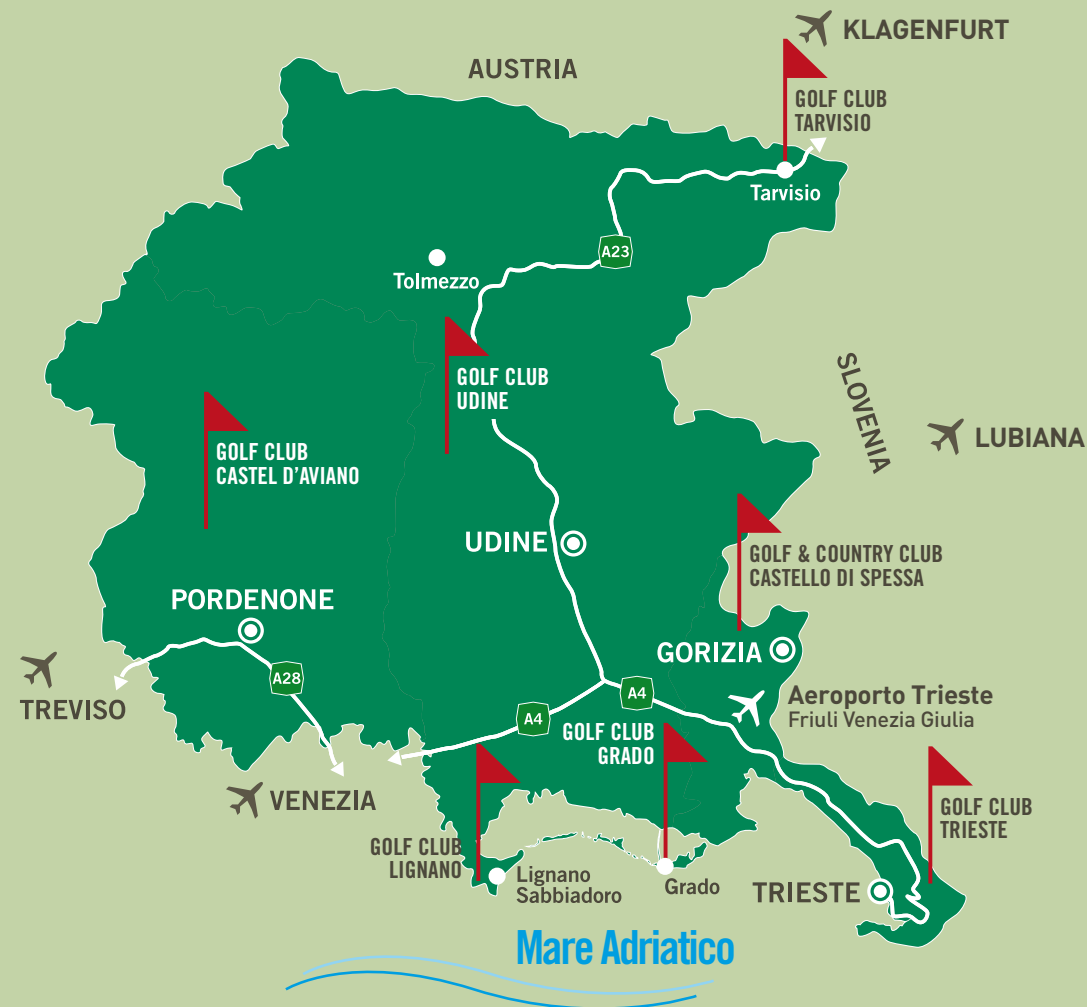 KLAGENFURT
AUSTRIA
GOLF CLUB
TARVISIO
Tarvisio
A23
Tolmezzo
GOLF CLUB
UDINE
SLOVENIA
LUBIANA
GOLF CLUB
CASTEL D'AVIANO
UDINE
GOLF & COUNTRY CLUB
CASTELLO DI SPESSA
PORDENONE
GORIZIA
A28
TREVISO
A4
A4
Aeroporto Trieste
Friuli Venezia Giulia
GOLF CLUB
GRADO
VENEZIA
GOLF CLUB
TRIESTE
GOLF CLUB
LIGNANO
Lignano
Sabbiadoro
Grado
TRIESTE
Mare Adriatico